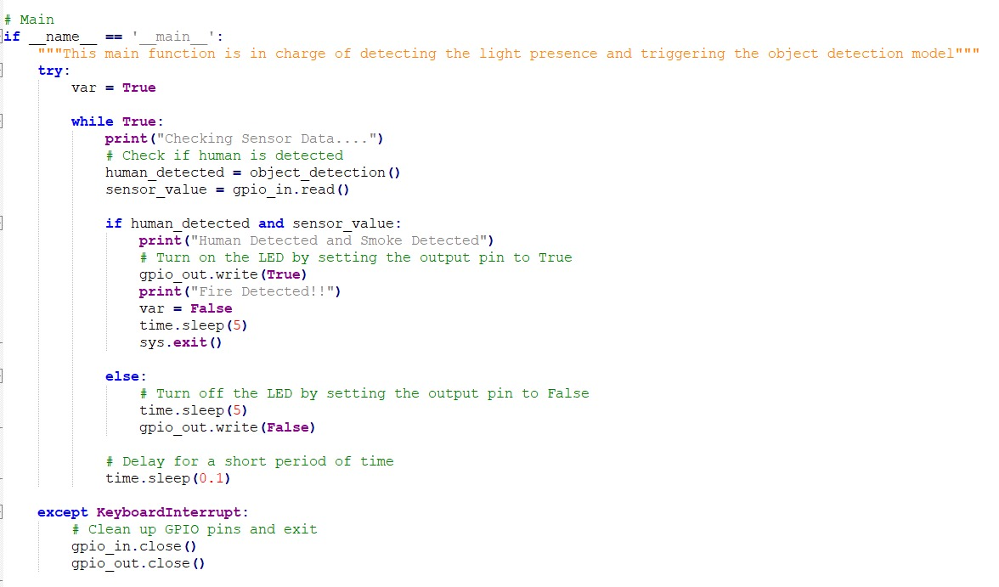 # Main
if __name__ == '__main__':
    """This main function is in charge of detecting the light presence and triggering the object detection model"""
    try:
        var = True
        while True:
            print("Checking Sensor Data....")
            # Check if human is detected
            human_detected = object_detection()
            sensor_value = gpio_in.read()
            if human_detected and sensor_value:
                print("Human Detected and Smoke Detected")
                # Turn on the LED by setting the output pin to True
                gpio_out.write(True)
                print("Fire Detected!!")
                var = False
                time.sleep(5)
                sys.exit()
            else:
                # Turn off the LED by setting the output pin to False
                time.sleep(5)
                gpio_out.write(False)
            # Delay for a short period of time
            time.sleep(0.1)
    except KeyboardInterrupt:
        # Clean up GPIO pins and exit
        gpio_in.close()
        gpio_out.close()